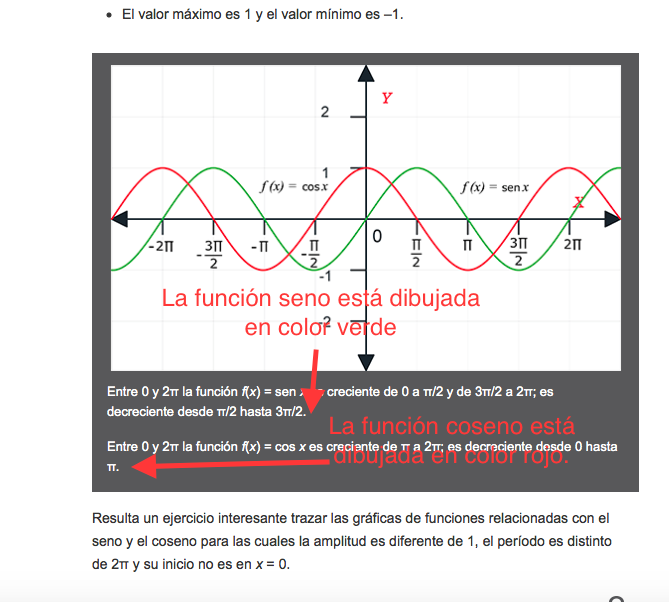 • El valor máximo es 1 y el valor mínimo es –1.
Y
2
1
f(x) = cos x
f(x) = sen x
X
0
-2Π
- 3Π/2
-Π
- Π/2
Π/2
Π
3Π/2
2Π
-1
La función seno está dibujada
-2
en color verde
Entre 0 y 2π la función f(x) = sen x es creciente de 0 a π/2 y de 3π/2 a 2π; es
decreciente desde π/2 hasta 3π/2.
La función coseno está
Entre 0 y 2π la función f(x) = cos x es creciente de π a 2π; es decreciente desde 0 hasta
dibujada en color rojo.
π.
Resulta un ejercicio interesante trazar las gráficas de funciones relacionadas con el
seno y el coseno para las cuales la amplitud es diferente de 1, el período es distinto
de 2π y su inicio no es en x = 0.